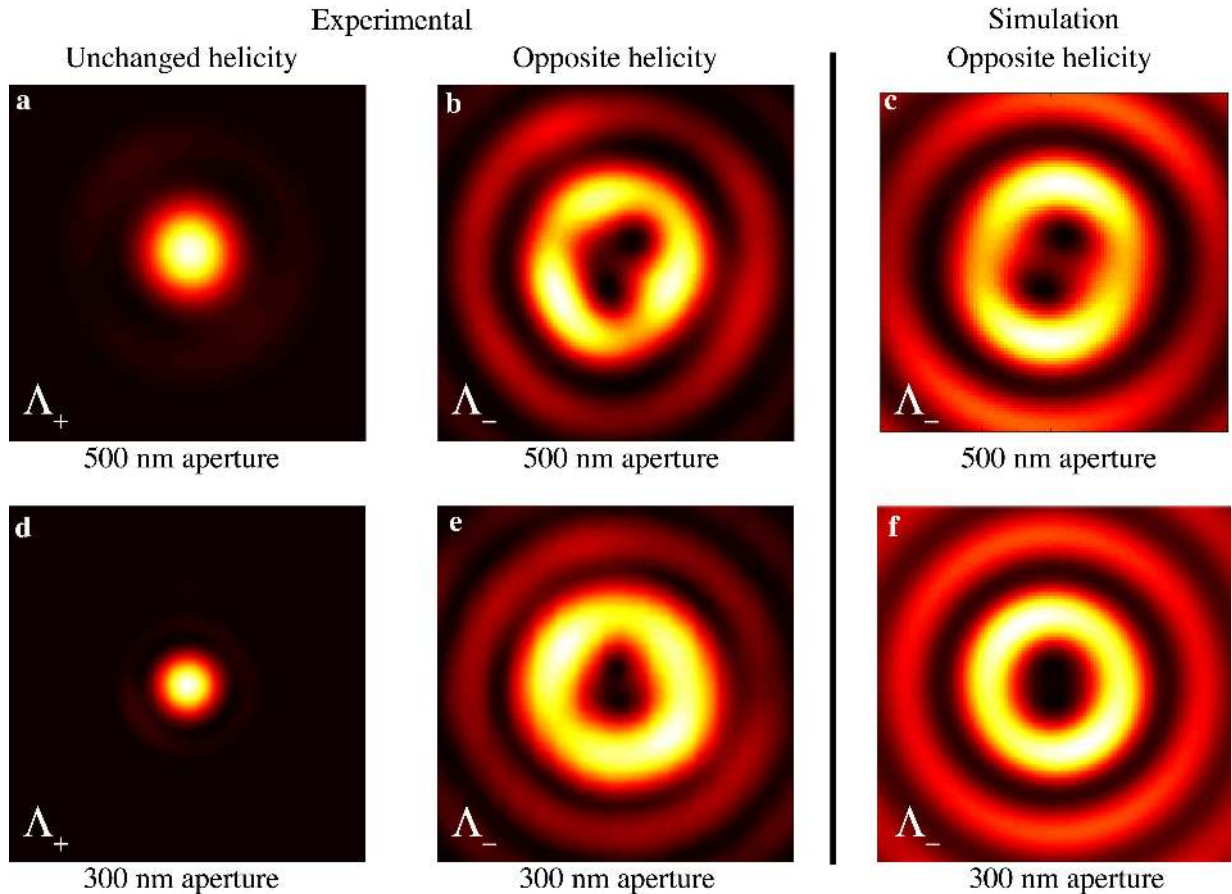 Experimental
Simulation
Unchanged helicity
Opposite helicity
Opposite helicity
a
b
c
Λ+
Λ−
Λ−
500 nm aperture
500 nm aperture
500 nm aperture
d
e
f
Λ+
Λ−
Λ−
300 nm aperture
300 nm aperture
300 nm aperture